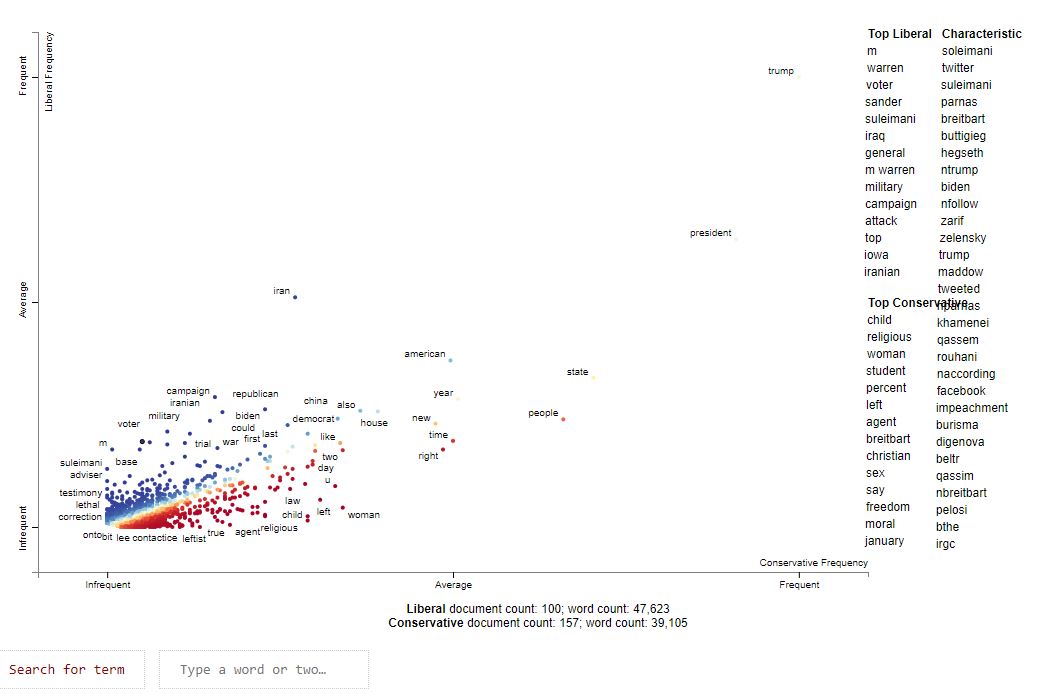 Frequent
Liberal Frequency
Average
Infrequent
trump
president
iran
american
state
year
people
campaign
republican
iranian
china
also
military
biden
democrat
house
new
voter
could
m
trial
war
first
last
like
time
right
suleimani
base
two
adviser
day
u
testimony
law
lethal
child
left
woman
correction
onto
bit
lee
contact
ice
leftist
true
agent
religious
Conservative Frequency
Infrequent
Average
Frequent
Liberal document count: 100; word count: 47,623
Conservative document count: 157; word count: 39,105
Top Liberal
m
warren
voter
sander
suleimani
iraq
general
m warren
military
campaign
attack
top
iowa
iranian
Top Conservative
child
religious
woman
student
percent
left
agent
breitbart
christian
sex
say
freedom
moral
january
Characteristic
soleimani
twitter
suleimani
parnas
breitbart
buttigieg
hegseth
ntrump
biden
nfollow
zarif
zelensky
trump
maddow
tweeted
nparnas
khamenei
qassem
rouhani
naccording
facebook
impeachment
burisma
digenova
beltr
qassim
nbreitbart
pelosi
bthe
irgc
Search for term
Type a word or two…